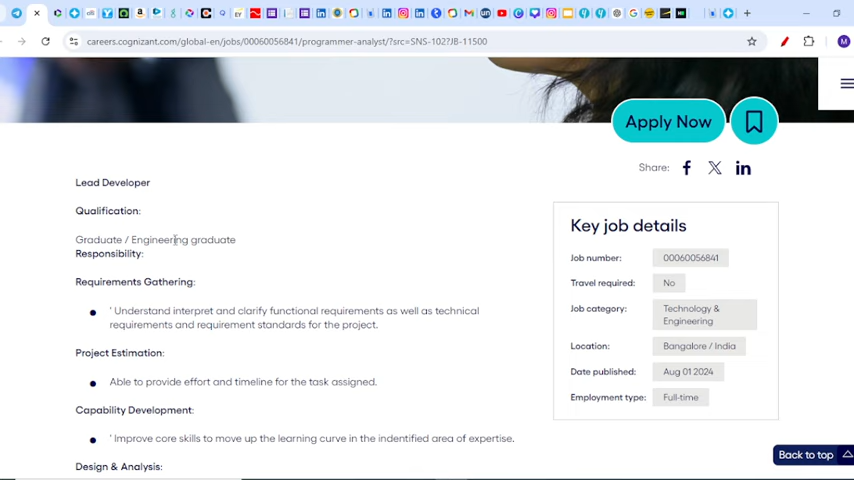 careers.cognizant.com/global-en/jobs/00060056841/programmer-analyst/?src=SNS-102?JB-11500
Apply Now
Share:
Lead Developer
Qualification:
Graduate / Engineering graduate
Responsibility:
Requirements Gathering:
' Understand interpret and clarify functional requirements as well as technical
requirements and requirement standards for the project.
Project Estimation:
Able to provide effort and timeline for the task assigned.
Capability Development:
' Improve core skills to move up the learning curve in the indentified area of expertise.
Design & Analysis:
Key job details
Job number: 00060056841
Travel required: No
Job category: Technology &
Engineering
Location: Bangalore / India
Date published: Aug 01 2024
Employment type: Full-time
Back to top